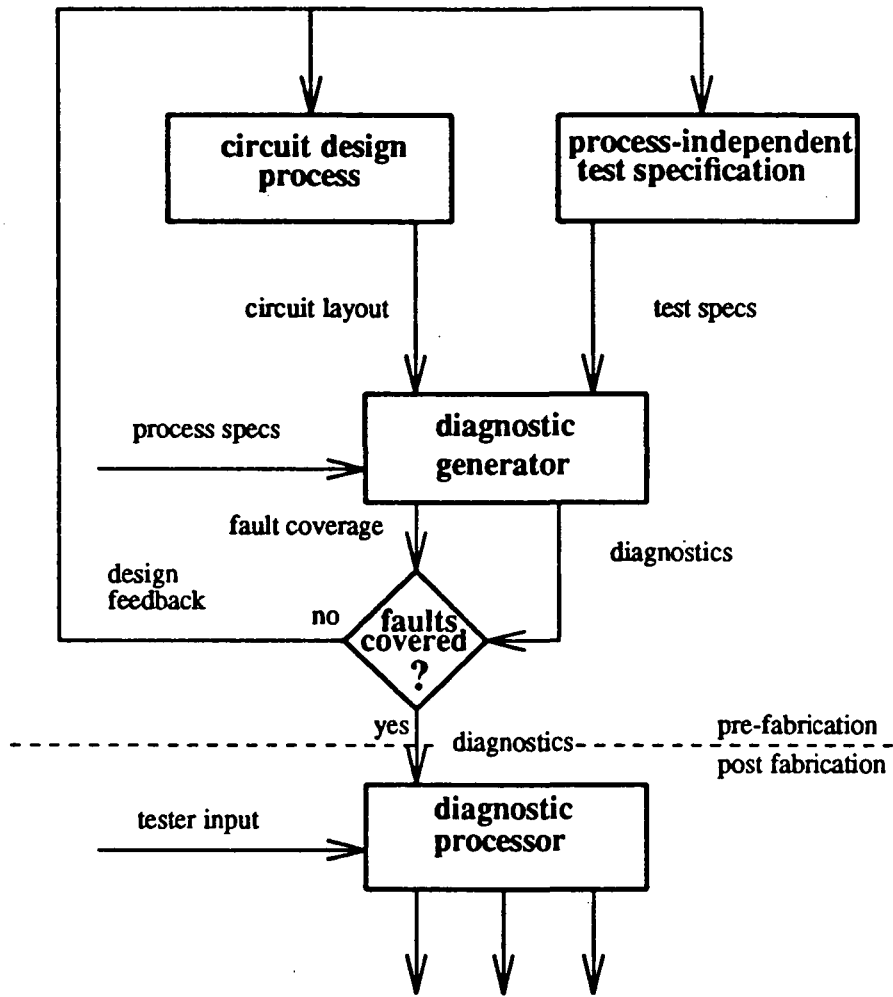 circuit design
process
process-independent
test specification
circuit layout
test specs
process specs
diagnostic
generator
fault coverage
diagnostics
design
feedback
no
faults
covered
?
yes
diagnostics
pre-fabrication
post fabrication
tester input
diagnostic
processor